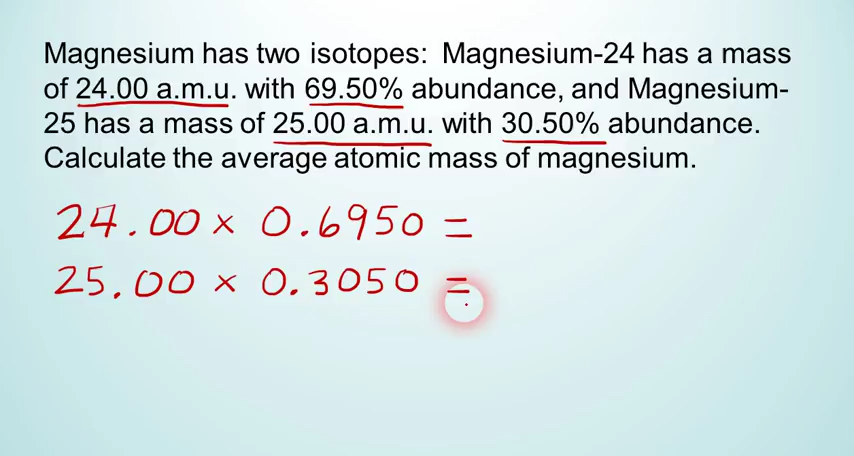 Magnesium has two isotopes: Magnesium-24 has a mass
of 24.00 a.m.u. with 69.50% abundance, and Magnesium-
25 has a mass of 25.00 a.m.u. with 30.50% abundance.
Calculate the average atomic mass of magnesium.
24.00 × 0.6950 =
25.00 × 0.3050 =